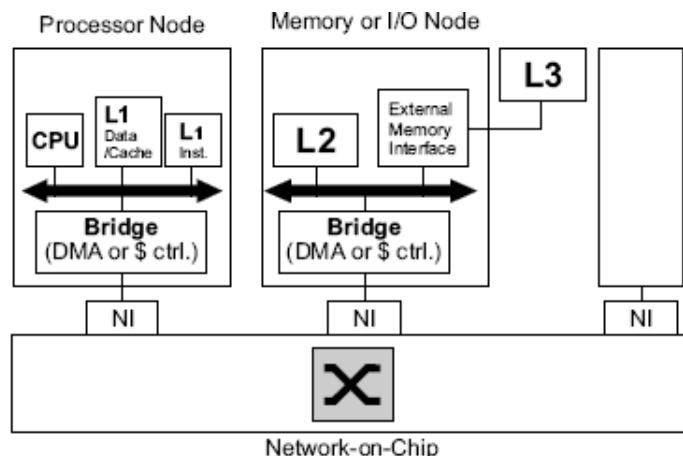 Processor Node
Memory or I/O Node
CPU
L1
Data
/Cache
L1
Inst.
L2
External
Memory
Interface
L3
Bridge
(DMA or $ ctrl.)
Bridge
(DMA or $ ctrl.)
NI
NI
NI
Network-on-Chip